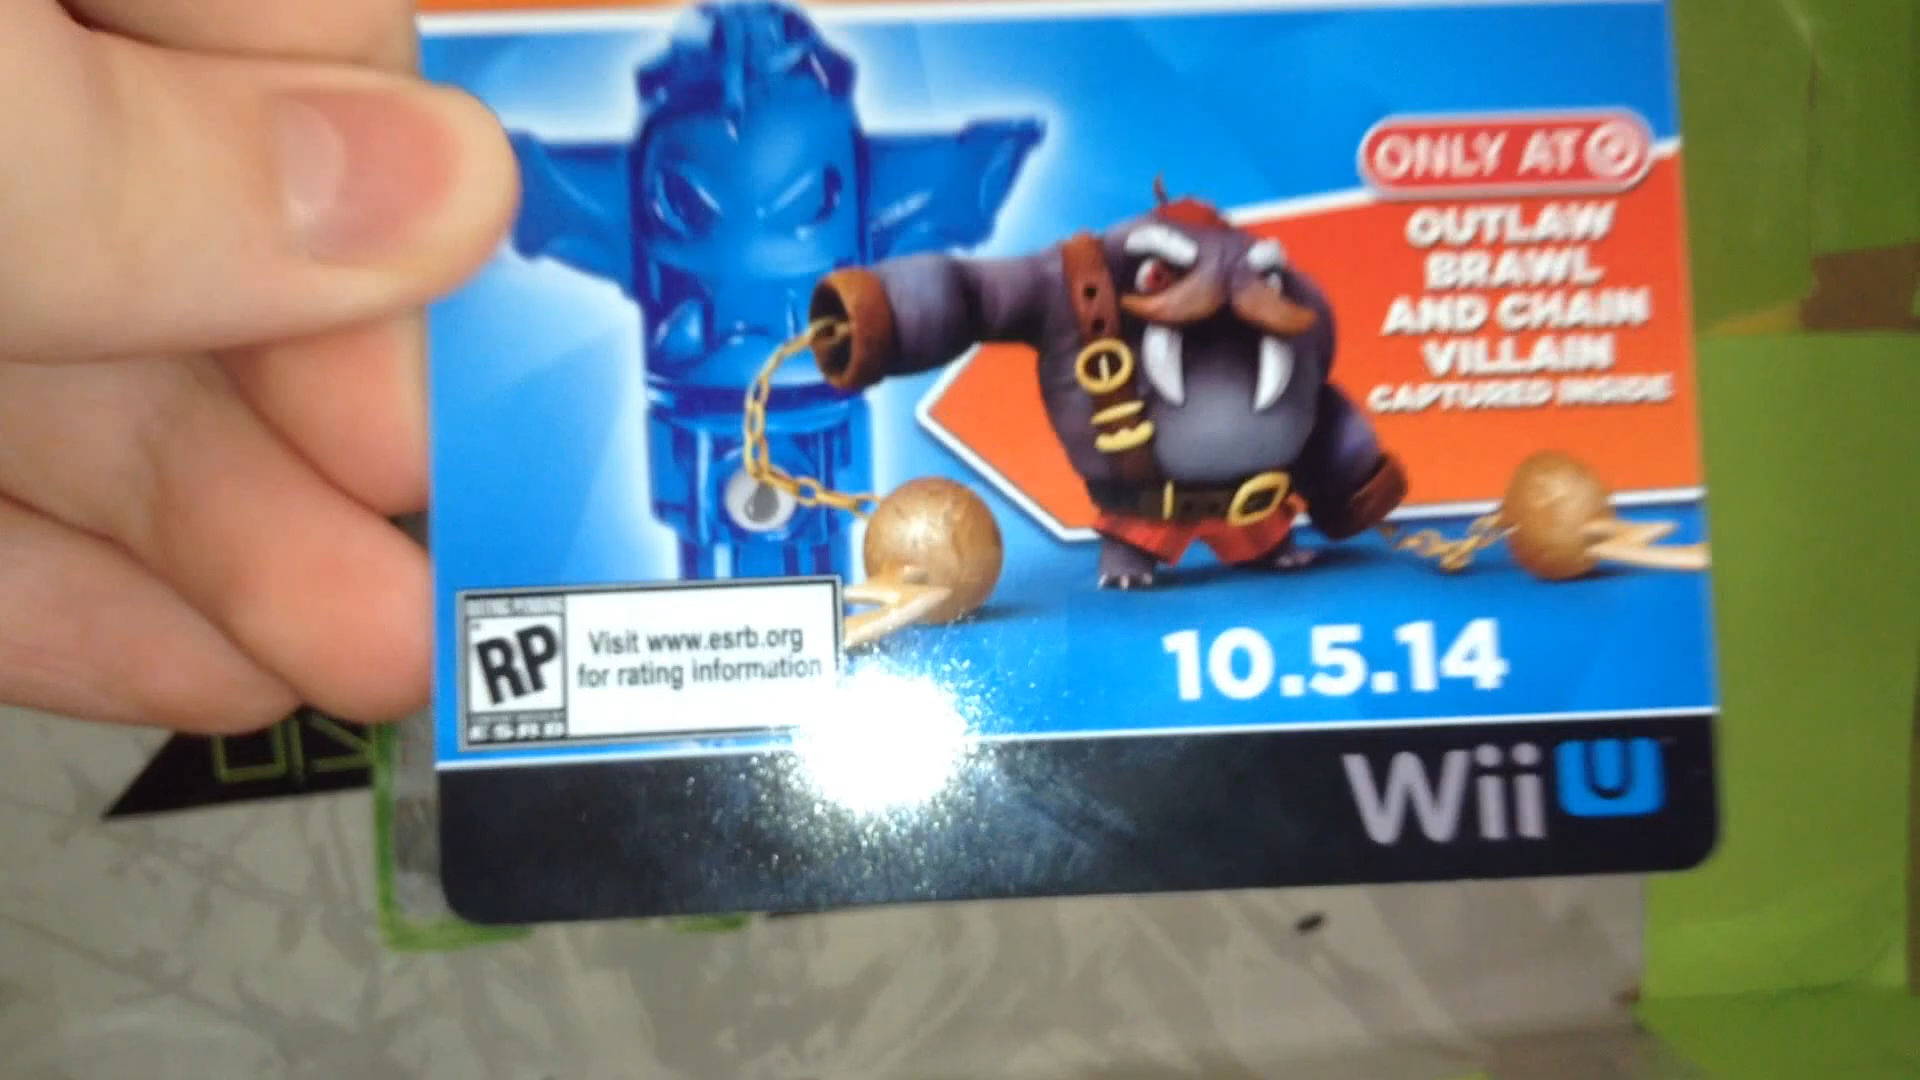 ONLY AT
OUTLAW
BRAWL
AND CHAIN
VILLAIN
CAPTURED INSIDE
RP
Visit www.esrb.org
for rating information
ESRB
10.5.14
Wii U